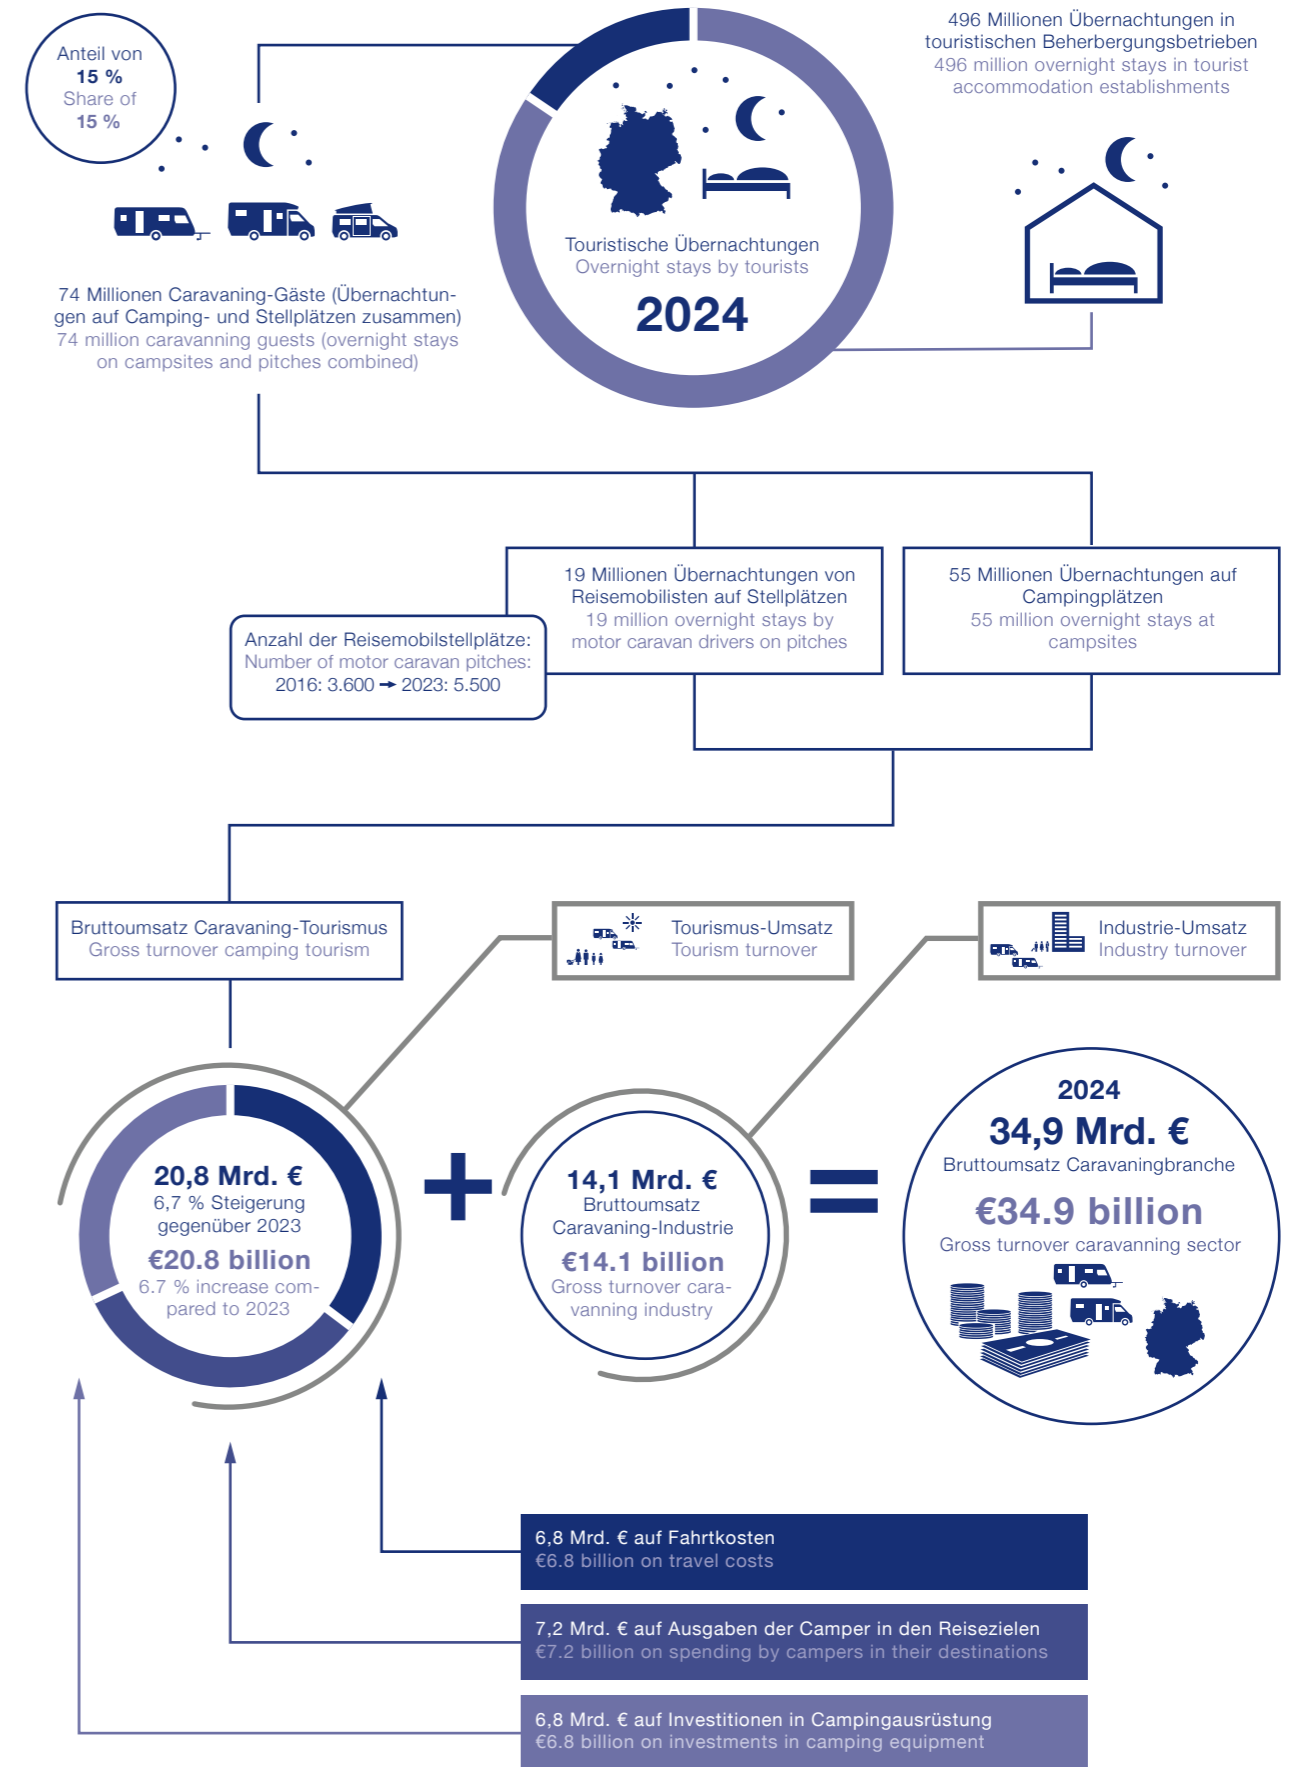 Anteil von
15 %
Share of
15 %
496 Millionen Übernachtungen in
touristischen Beherbergungsbetrieben
496 million overnight stays in tourist
accommodation establishments
Touristische Übernachtungen
Overnight stays by tourists
2024
74 Millionen Caravaning-Gäste (Übernachtun-
gen auf Camping- und Stellplätzen zusammen)
74 million caravanning guests (overnight stays
on campsites and pitches combined)
19 Millionen Übernachtungen von
Reisemobilisten auf Stellplätzen
19 million overnight stays by
motor caravan drivers on pitches
55 Millionen Übernachtungen auf
Campingplätzen
55 million overnight stays at
campsites
Anzahl der Reisemobilstellplätze:
Number of motor caravan pitches:
2016: 3.600 → 2023: 5.500
Bruttoumsatz Caravaning-Tourismus
Gross turnover camping tourism
Tourismus-Umsatz
Tourism turnover
Industrie-Umsatz
Industry turnover
20,8 Mrd. €
6,7 % Steigerung
gegenüber 2023
€20.8 billion
6.7 % increase com-
pared to 2023
+
14,1 Mrd. €
Bruttoumsatz
Caravaning-Industrie
€14.1 billion
Gross turnover cara-
vanning industry
=
2024
34,9 Mrd. €
Bruttoumsatz Caravaningbranche
€34.9 billion
Gross turnover caravanning sector
6,8 Mrd. € auf Fahrtkosten
€6.8 billion on travel costs
7,2 Mrd. € auf Ausgaben der Camper in den Reisezielen
€7.2 billion on spending by campers in their destinations
6,8 Mrd. € auf Investitionen in Campingausrüstung
€6.8 billion on investments in camping equipment